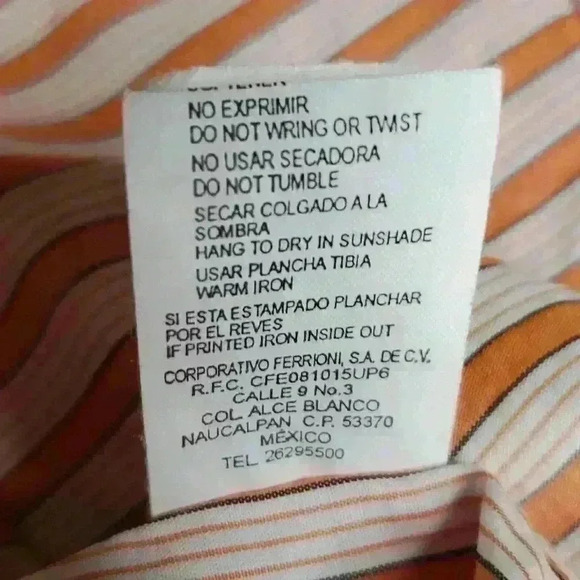 SOFTENER
NO EXPRIMIR
DO NOT WRING OR TWIST
NO USAR SECADORA
DO NOT TUMBLE
SECAR COLGADO A LA
SOMBRA
HANG TO DRY IN SUNSHADE
USAR PLANCHA TIBIA
WARM IRON
SI ESTA ESTAMPADO PLANCHAR
POR EL REVES
IF PRINTED IRON INSIDE OUT
CORPORATIVO FERRIONI, S.A. DE C.V.
R.F.C. CFE081015UP6
CALLE 9 No.3
COL ALCE BLANCO
NAUCALPAN C.P. 53370
MÉXICO
TEL 26295500